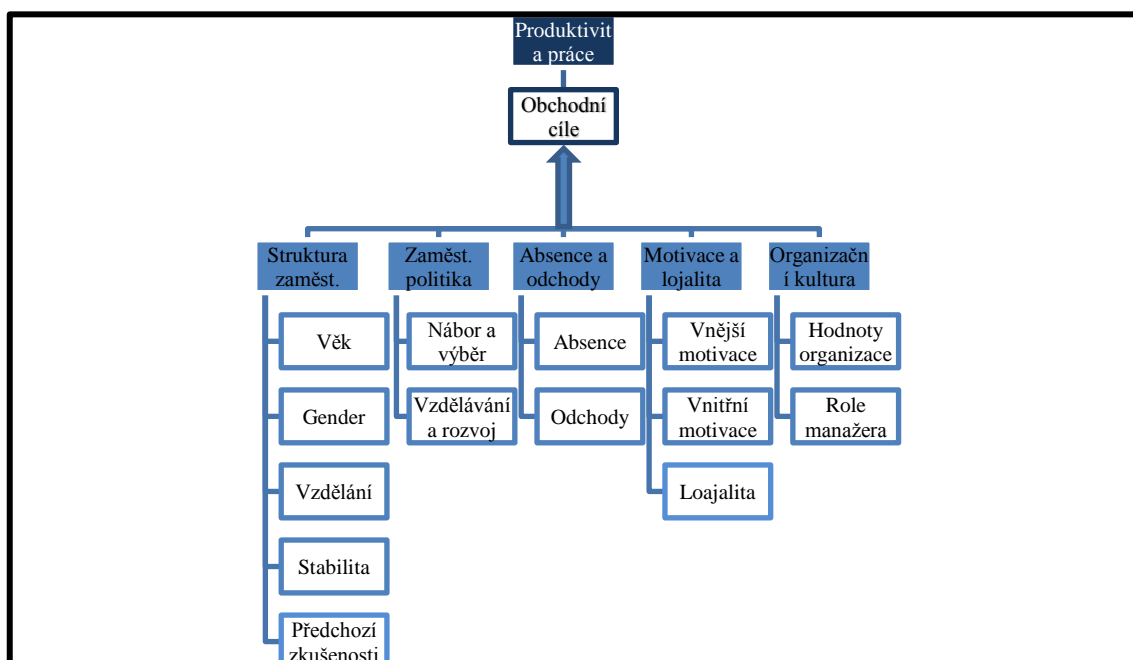 Produktivit
a práce
Obchodní
cíle
Struktura
zaměst.
Věk
Gender
Vzdělání
Stabilita
Předchozí
zkušenosti
Zaměst.
politika
Nábor a
výběr
Vzdělávání
a rozvoj
Absence a
odchody
Absence
Odchody
Motivace a
lojalita
Vnější
motivace
Vnitřní
motivace
Loajalita
Organizačn
í kultura
Hodnoty
organizace
Role
manažera